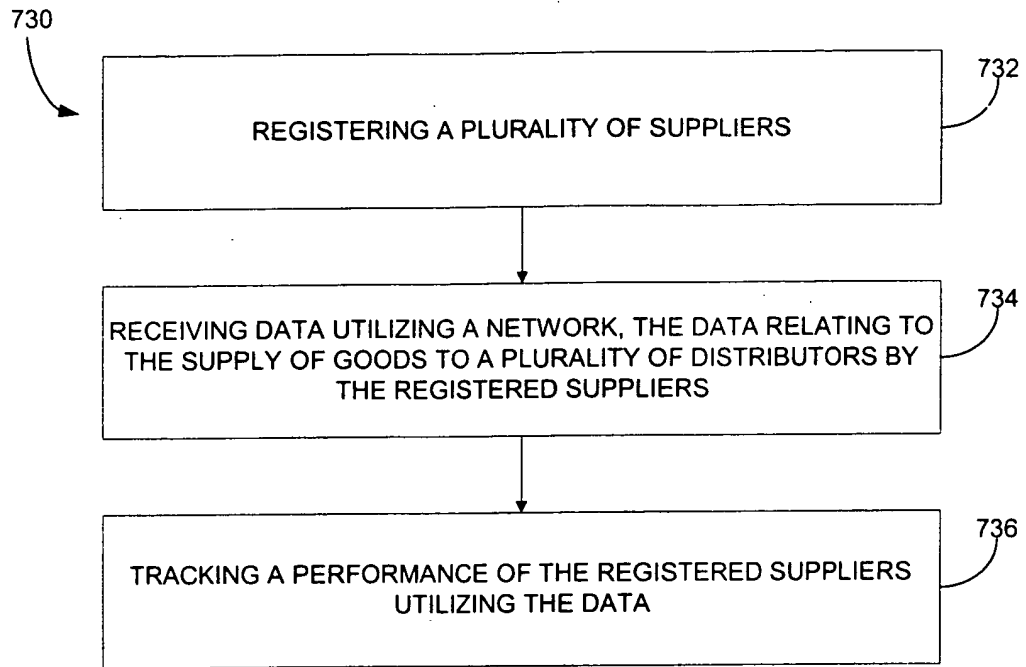 730
732
REGISTERING A PLURALITY OF SUPPLIERS
734
RECEIVING DATA UTILIZING A NETWORK, THE DATA RELATING TO
THE SUPPLY OF GOODS TO A PLURALITY OF DISTRIBUTORS BY
THE REGISTERED SUPPLIERS
736
TRACKING A PERFORMANCE OF THE REGISTERED SUPPLIERS
UTILIZING THE DATA